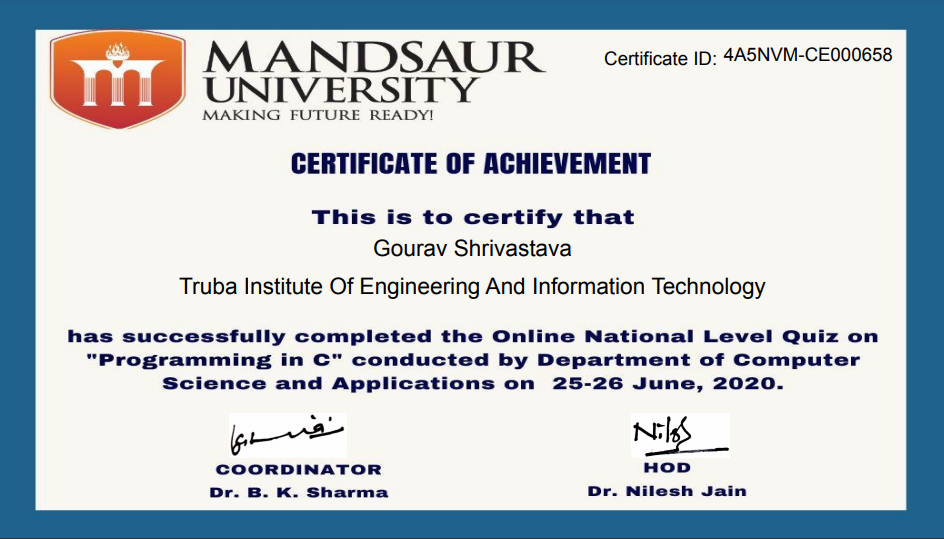 MANDSAUR
UNIVERSITY
MAKING FUTURE READY!
Certificate ID: 4A5NVM-CE000658
CERTIFICATE OF ACHIEVEMENT
This is to certify that
Gourav Shrivastava
Truba Institute Of Engineering And Information Technology
has successfully completed the Online National Level Quiz on
"Programming in C" conducted by Department of Computer
Science and Applications on 25-26 June, 2020.
COORDINATOR
Dr. B. K. Sharma
HOD
Dr. Nilesh Jain